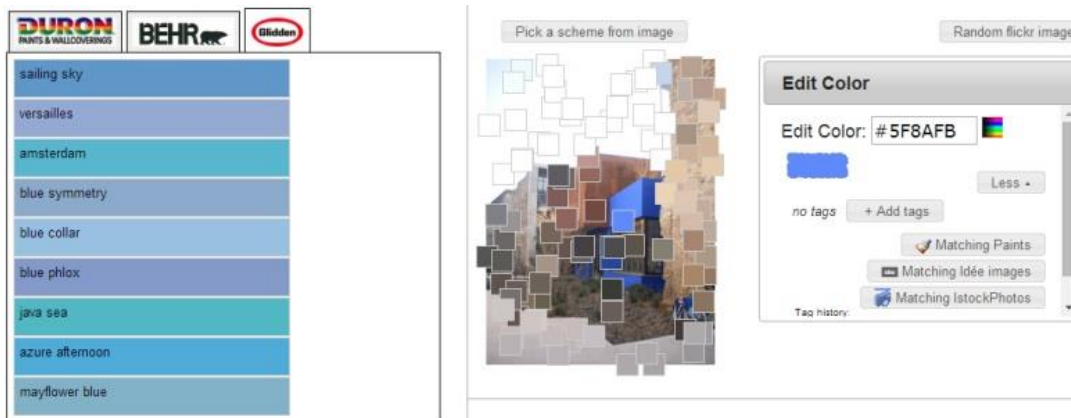 DURON
PAINTS & WALLCOVERINGS
BEHR
Glidden
sailing sky
versailles
amsterdam
blue symmetry
blue collar
blue phlox
java sea
azure afternoon
mayflower blue
Pick a scheme from image
Random flickr image
Edit Color
Edit Color: #5F8AFB
Less
no tags + Add tags
Matching Paints
Matching Idée images
Matching IstockPhotos
Tag history: